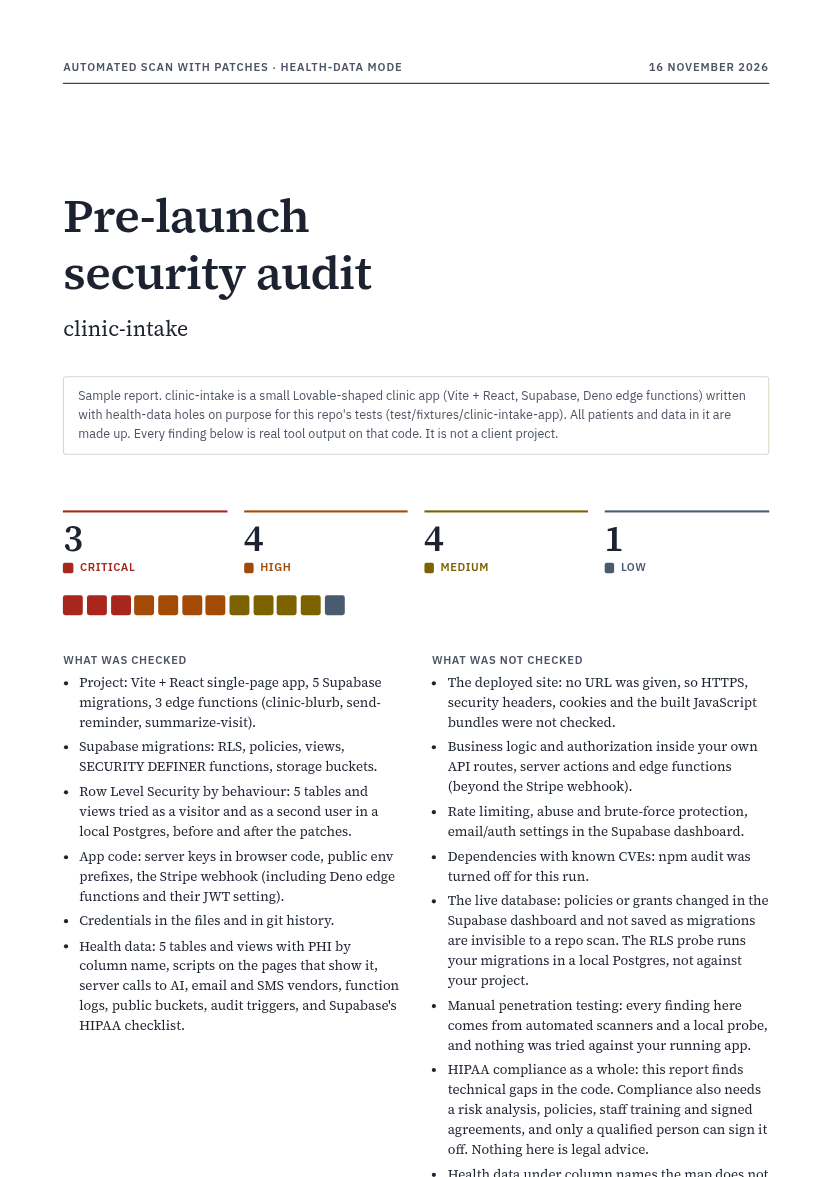 AUTOMATED SCAN WITH PATCHES · HEALTH-DATA MODE
16 NOVEMBER 2026
Pre-launch
security audit
clinic-intake
Sample report. clinic-intake is a small Lovable-shaped clinic app (Vite + React, Supabase, Deno edge functions) written
with health-data holes on purpose for this repo's tests (test/fixtures/clinic-intake-app). All patients and data in it are
made up. Every finding below is real tool output on that code. It is not a client project.
3
CRITICAL
4
HIGH
4
MEDIUM
1
LOW
WHAT WAS CHECKED
• Project: Vite + React single-page app, 5 Supabase
migrations, 3 edge functions (clinic-blurb, send-
reminder, summarize-visit).
• Supabase migrations: RLS, policies, views,
SECURITY DEFINER functions, storage buckets.
• Row Level Security by behaviour: 5 tables and
views tried as a visitor and as a second user in a
local Postgres, before and after the patches.
• App code: server keys in browser code, public env
prefixes, the Stripe webhook (including Deno edge
functions and their JWT setting).
• Credentials in the files and in git history.
• Health data: 5 tables and views with PHI by
column name, scripts on the pages that show it,
server calls to AI, email and SMS vendors, function
logs, public buckets, audit triggers, and Supabase's
HIPAA checklist.
WHAT WAS NOT CHECKED
• The deployed site: no URL was given, so HTTPS,
security headers, cookies and the built JavaScript
bundles were not checked.
• Business logic and authorization inside your own
API routes, server actions and edge functions
(beyond the Stripe webhook).
• Rate limiting, abuse and brute-force protection,
email/auth settings in the Supabase dashboard.
• Dependencies with known CVEs: npm audit was
turned off for this run.
• The live database: policies or grants changed in the
Supabase dashboard and not saved as migrations
are invisible to a repo scan. The RLS probe runs
your migrations in a local Postgres, not against
your project.
• Manual penetration testing: every finding here
comes from automated scanners and a local probe,
and nothing was tried against your running app.
• HIPAA compliance as a whole: this report finds
technical gaps in the code. Compliance also needs
a risk analysis, policies, staff training and signed
agreements, and only a qualified person can sign it
off. Nothing here is legal advice.
• Health data under column names the map does not